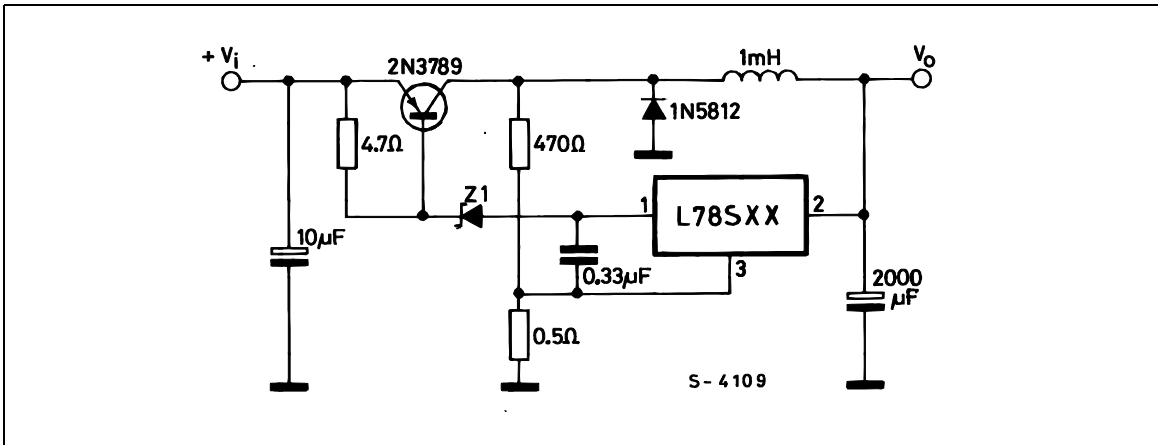 + Vi
2N3789
1mH
Vo
1N5812
4.7Ω
470Ω
Z1
1
L78SXX
2
10µF
0.33µF
3
2000
µF
0.5Ω
S-4109